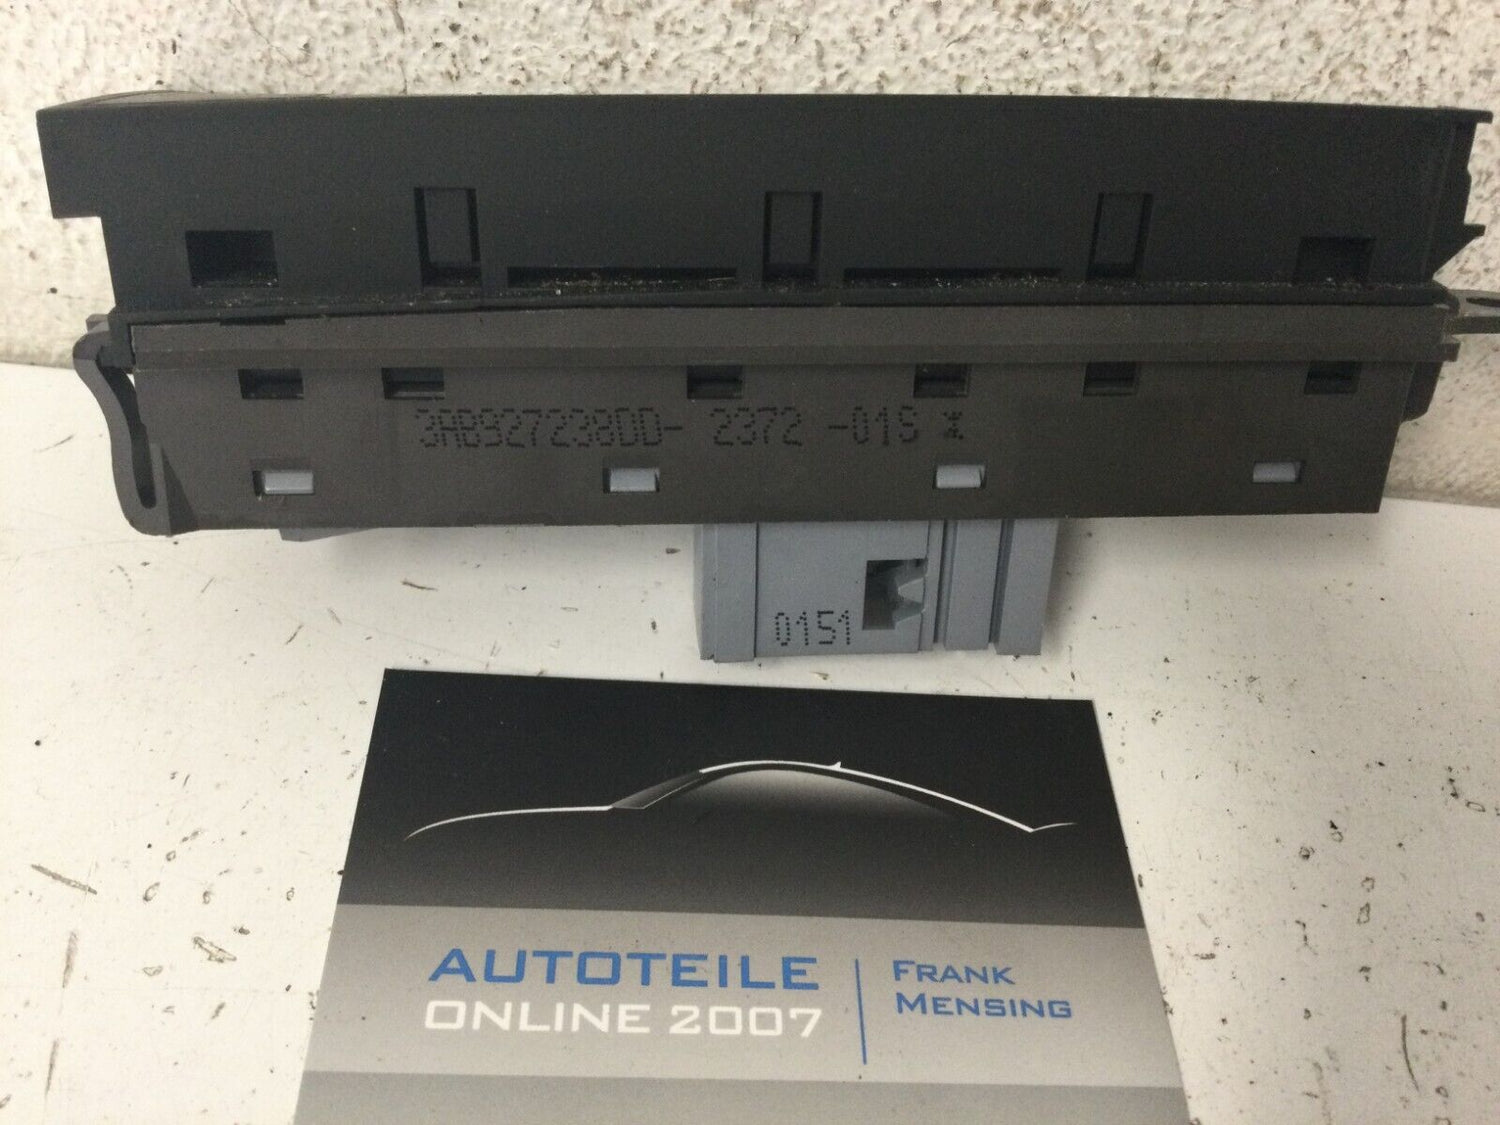 3AB927238DD- 2372 -01S
0151
AUTOTEILE
ONLINE 2007
FRANK
MENSING